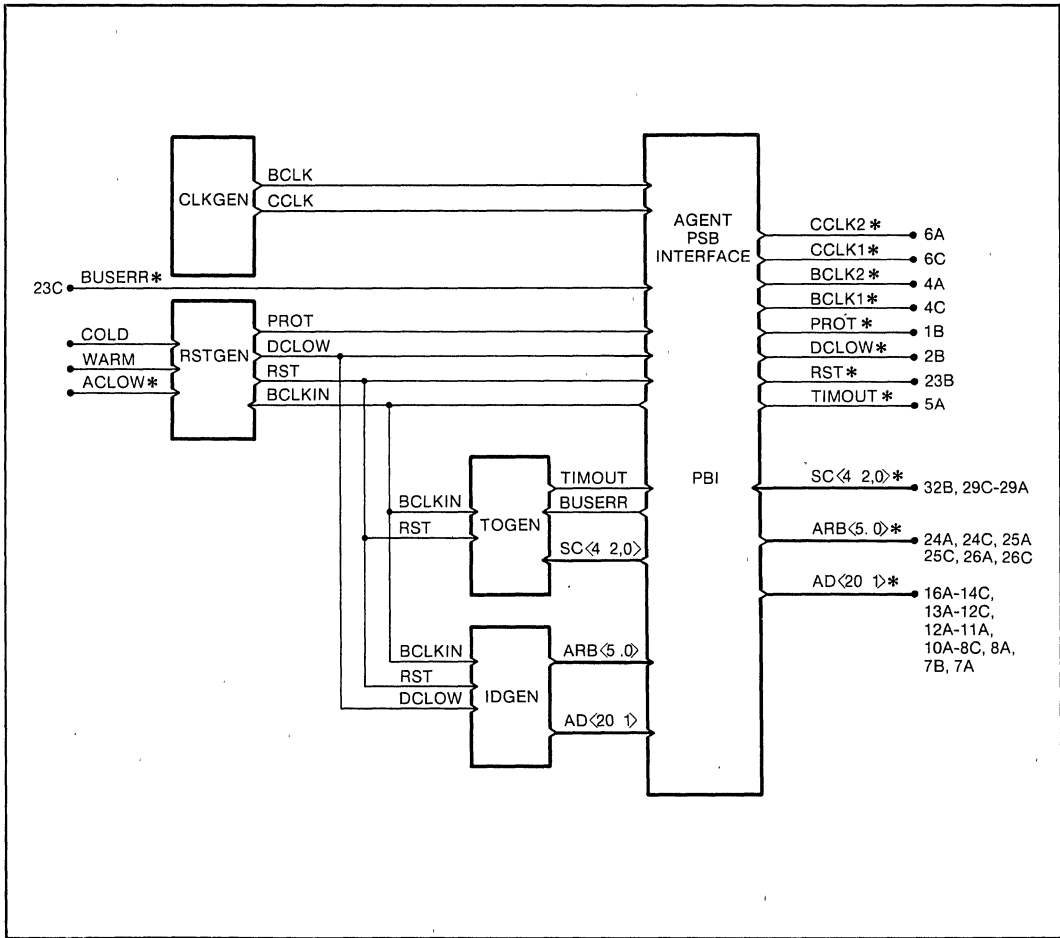 CLKGEN
BCLK
CCLK
23C
BUSERR*
RSTGEN
COLD
WARM
ACLOW*
PROT
DCLOW
RST
BCLKIN
BCLKIN
RST
TOGEN
TIMOUT
BUSERR
SC<4 2,0>
BCLKIN
RST
DCLOW
IDGEN
ARB<5 .0>
AD<20 1>
AGENT
PSB
INTERFACE
PBI
CCLK2* 6A
CCLK1* 6C
BCLK2* 4A
BCLK1* 4C
PROT* 1B
DCLOW* 2B
RST* 23B
TIMOUT* 5A
SC<4 2,0>* 32B, 29C-29A
ARB<5. 0>* 24A, 24C, 25A
25C, 26A, 26C
AD<20 1>* 16A-14C,
13A-12C,
12A-11A,
10A-8C, 8A,
7B, 7A